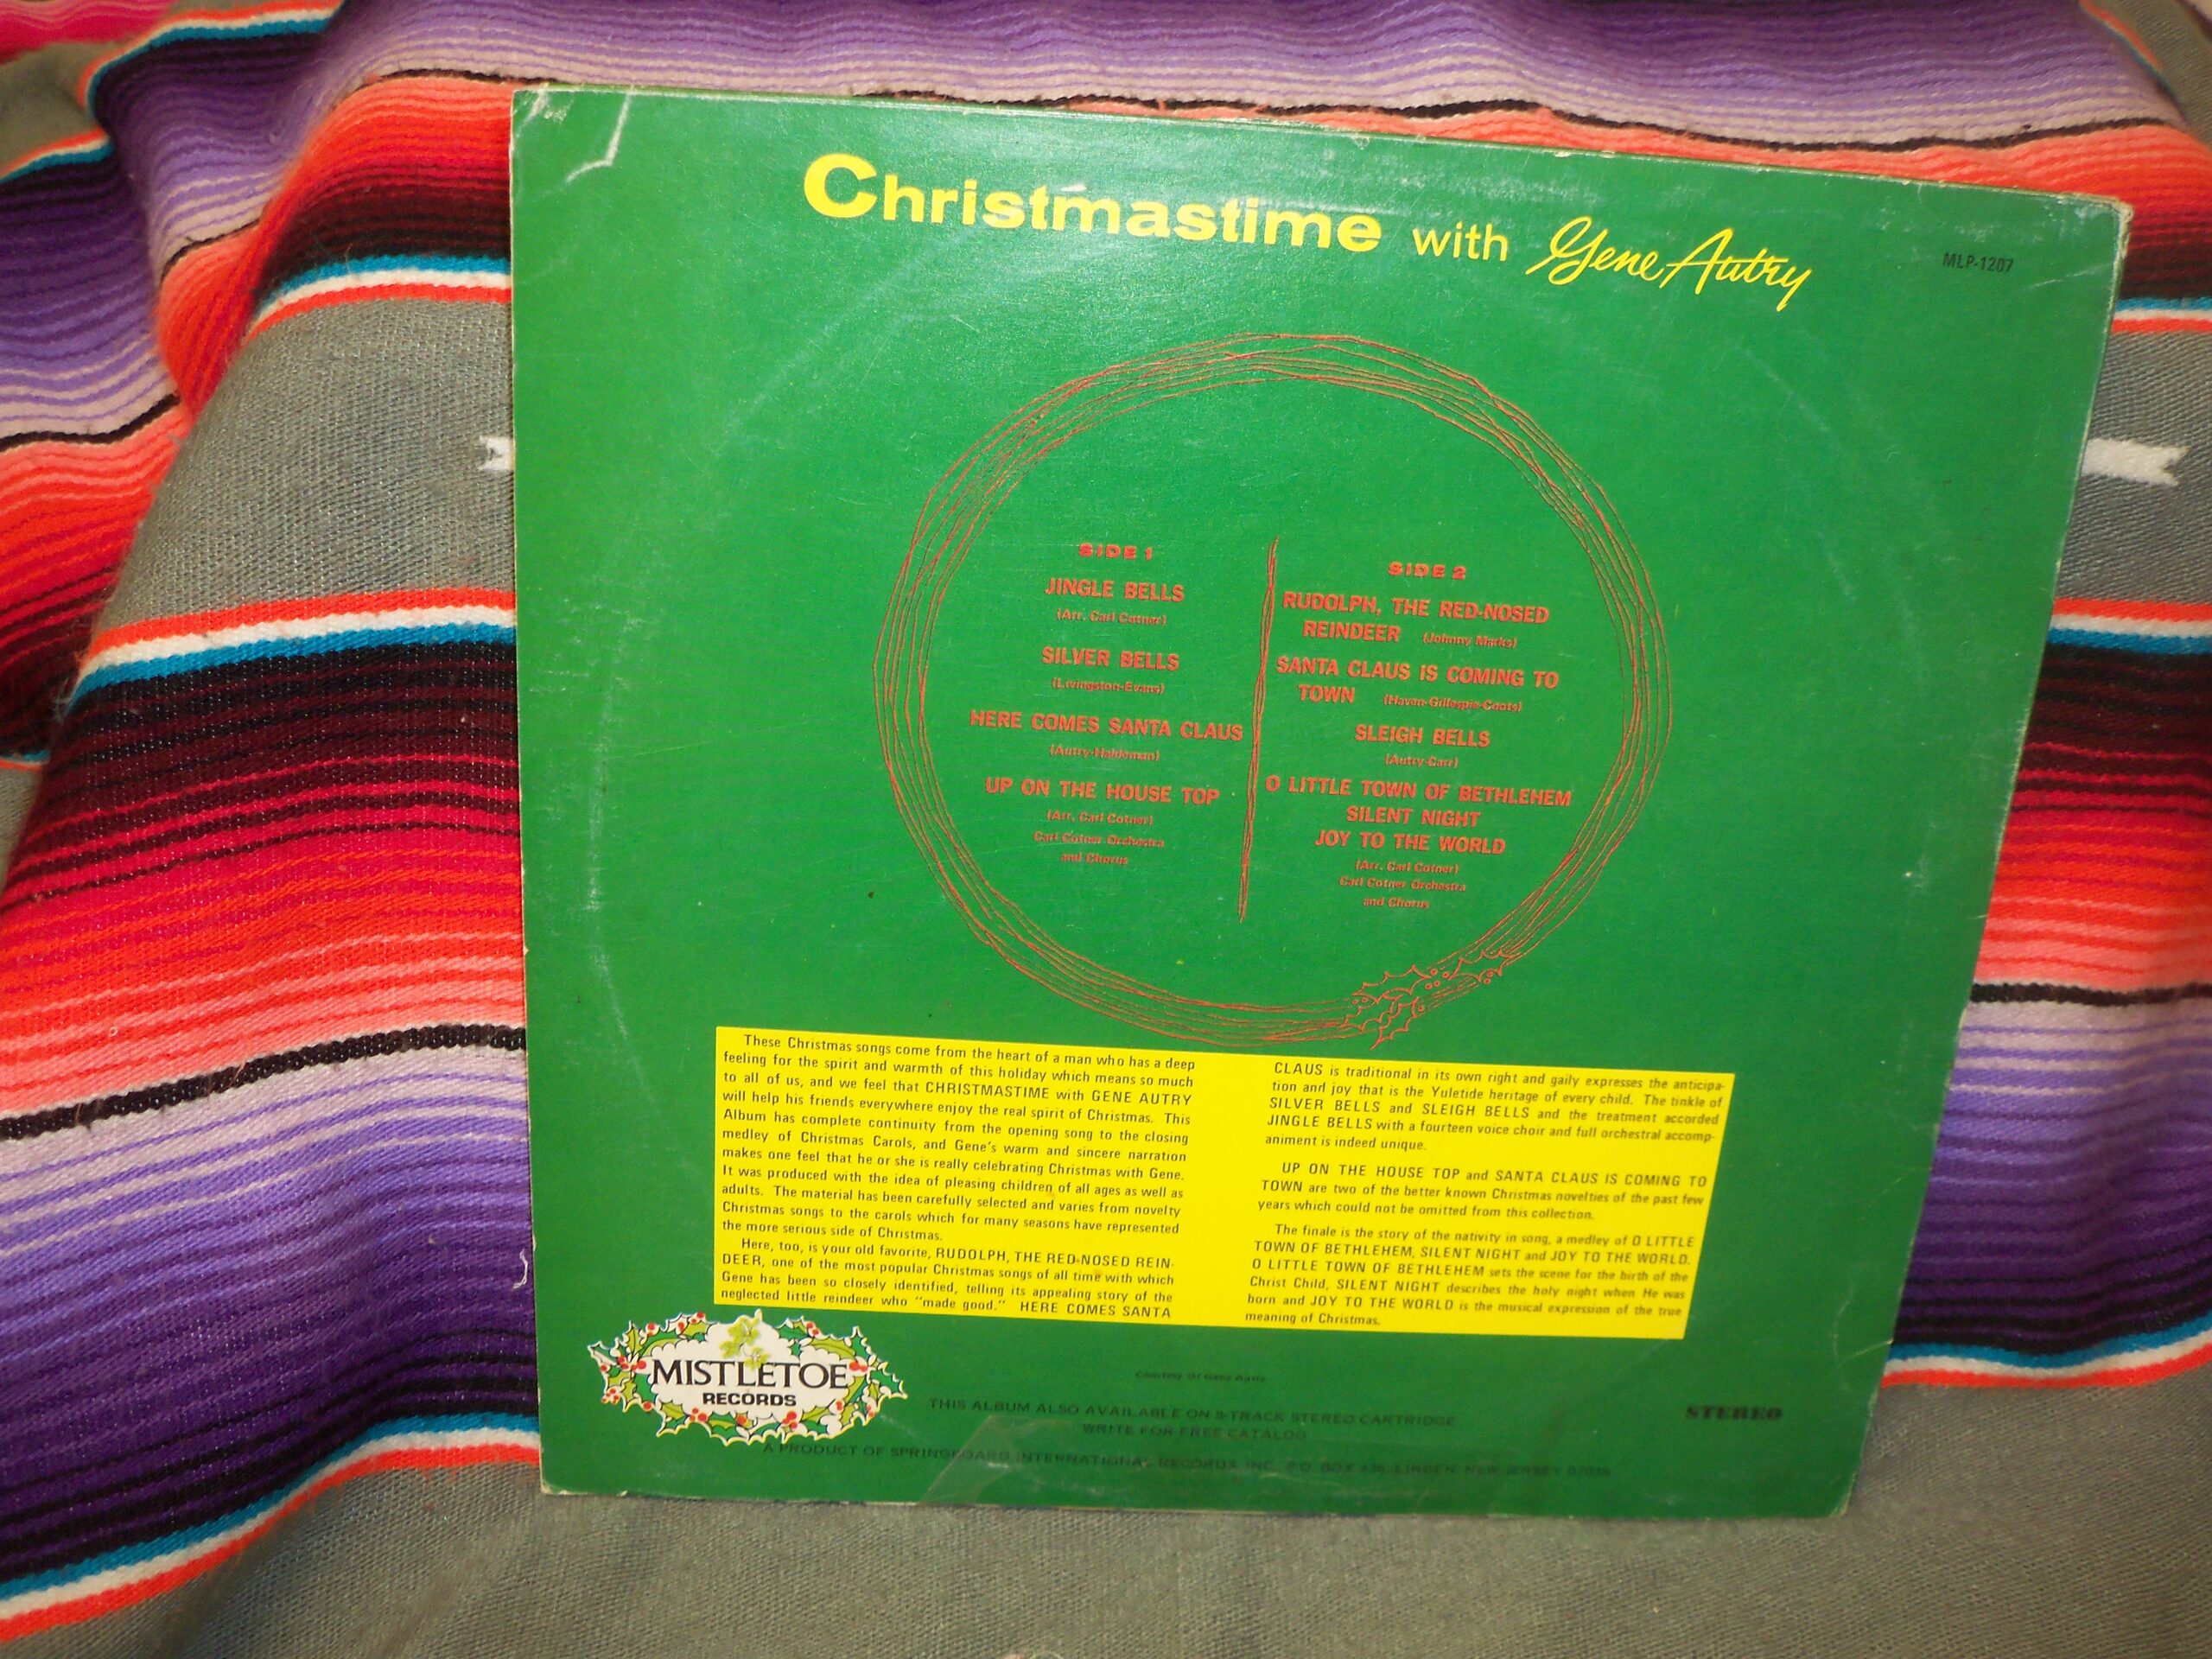 Christmastime with Gene Autry
MLP-1207
SIDE 1
JINGLE BELLS
(Arr. Carl Cotner)
SILVER BELLS
(Livingston-Evans)
HERE COMES SANTA CLAUS
(Autry-Haldeman)
UP ON THE HOUSE TOP
(Arr. Carl Cotner)
Carl Cotner Orchestra
and Chorus
SIDE 2
RUDOLPH, THE RED-NOSED
REINDEER (Johnny Marks)
SANTA CLAUS IS COMING TO
TOWN (Haven-Gillespie-Coots)
SLEIGH BELLS
(Autry-Carr)
O LITTLE TOWN OF BETHLEHEM
SILENT NIGHT
JOY TO THE WORLD
(Arr. Carl Cotner)
Carl Cotner Orchestra
and Chorus
These Christmas songs come from the heart of a man who has a deep
feeling for the spirit and warmth of this holiday which means so much
to all of us, and we feel that CHRISTMASTIME with GENE AUTRY
will help his friends everywhere enjoy the real spirit of Christmas. This
Album has complete continuity from the opening song to the closing
medley of Christmas Carols, and Gene's warm and sincere narration
makes one feel that he or she is really celebrating Christmas with Gene.
It was produced with the idea of pleasing children of all ages as well as
adults. The material has been carefully selected and varies from novelty
Christmas songs to the carols which for many seasons have represented
the more serious side of Christmas.
Here, too, is your old favorite, RUDOLPH, THE RED-NOSED REIN-
DEER, one of the most popular Christmas songs of all time with which
Gene has been so closely identified, telling its appealing story of the
neglected little reindeer who "made good." HERE COMES SANTA
CLAUS is traditional in its own right and gaily expresses the anticipa-
tion and joy that is the Yuletide heritage of every child. The tinkle of
SILVER BELLS and SLEIGH BELLS and the treatment accorded
JINGLE BELLS with a fourteen voice choir and full orchestral accomp-
animent is indeed unique.
UP ON THE HOUSE TOP and SANTA CLAUS IS COMING TO
TOWN are two of the better known Christmas novelties of the past few
years which could not be omitted from this collection.
The finale is the story of the nativity in song, a medley of O LITTLE
TOWN OF BETHLEHEM, SILENT NIGHT and JOY TO THE WORLD.
O LITTLE TOWN OF BETHLEHEM sets the scene for the birth of the
Christ Child, SILENT NIGHT describes the holy night when He was
born and JOY TO THE WORLD is the musical expression of the true
meaning of Christmas.
MISTLETOE
RECORDS
Courtesy Of Gene Autry
THIS ALBUM ALSO AVAILABLE ON 8-TRACK STEREO CARTRIDGE
WRITE FOR FREE CATALOG
STEREO
A PRODUCT OF SPRINGBOARD INTERNATIONAL RECORDS, INC., P.O. BOX LINDEN, NEW JERSEY